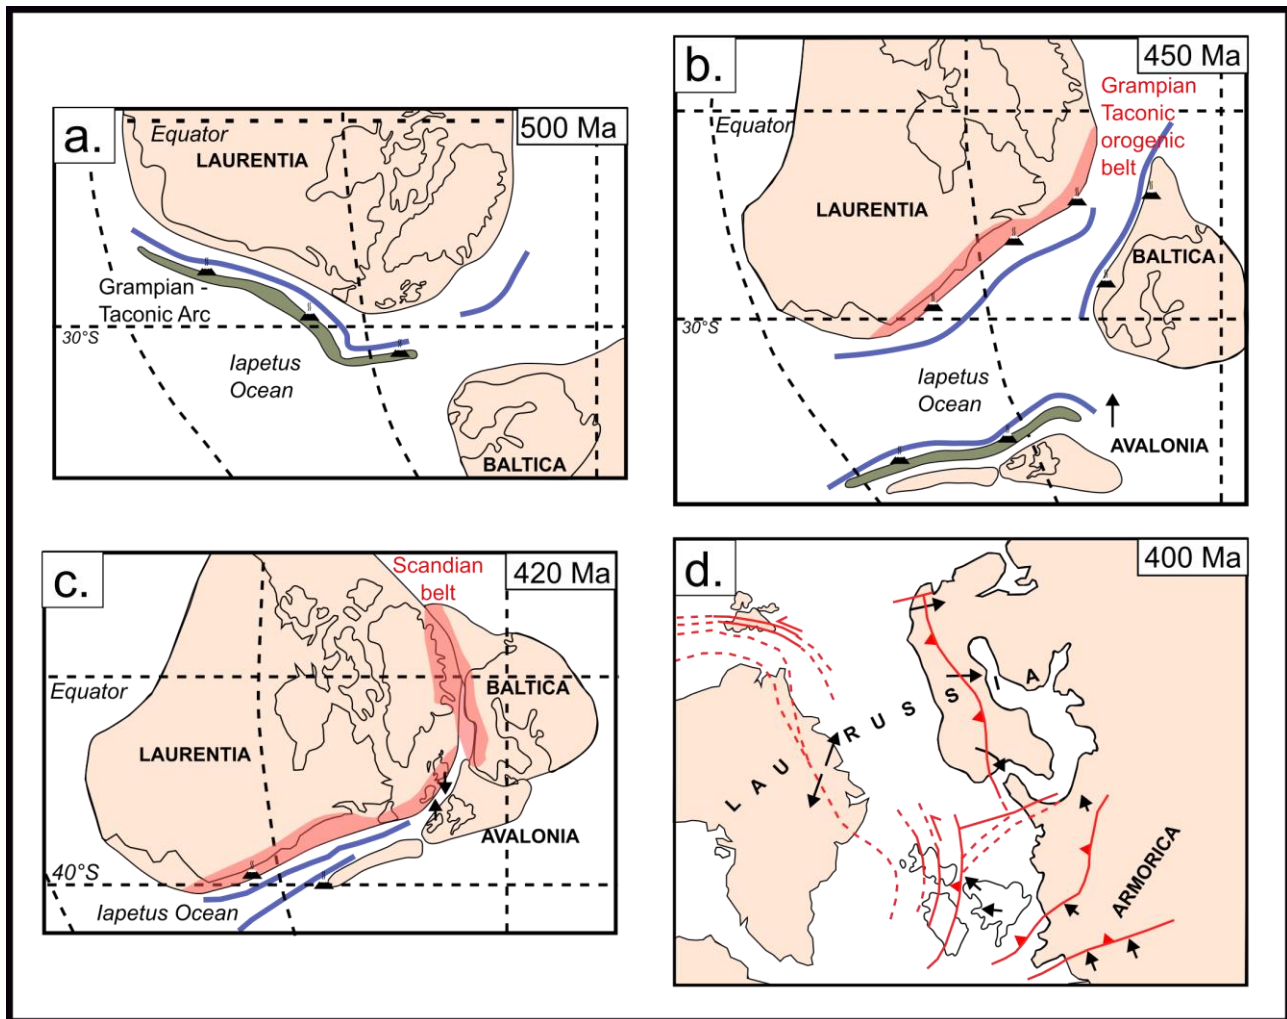 a.
500 Ma
Equator
LAURENTIA
Grampian -
Taconic Arc
30°S
Iapetus
Ocean
BALTICA
b.
450 Ma
Grampian
Taconic
orogenic
belt
Equator
LAURENTIA
BALTICA
30°S
Iapetus
Ocean
AVALONIA
c.
420 Ma
Scandian
belt
Equator
BALTICA
LAURENTIA
AVALONIA
40°S
Iapetus Ocean
d.
400 Ma
LAURUSSIA
ARMORICA